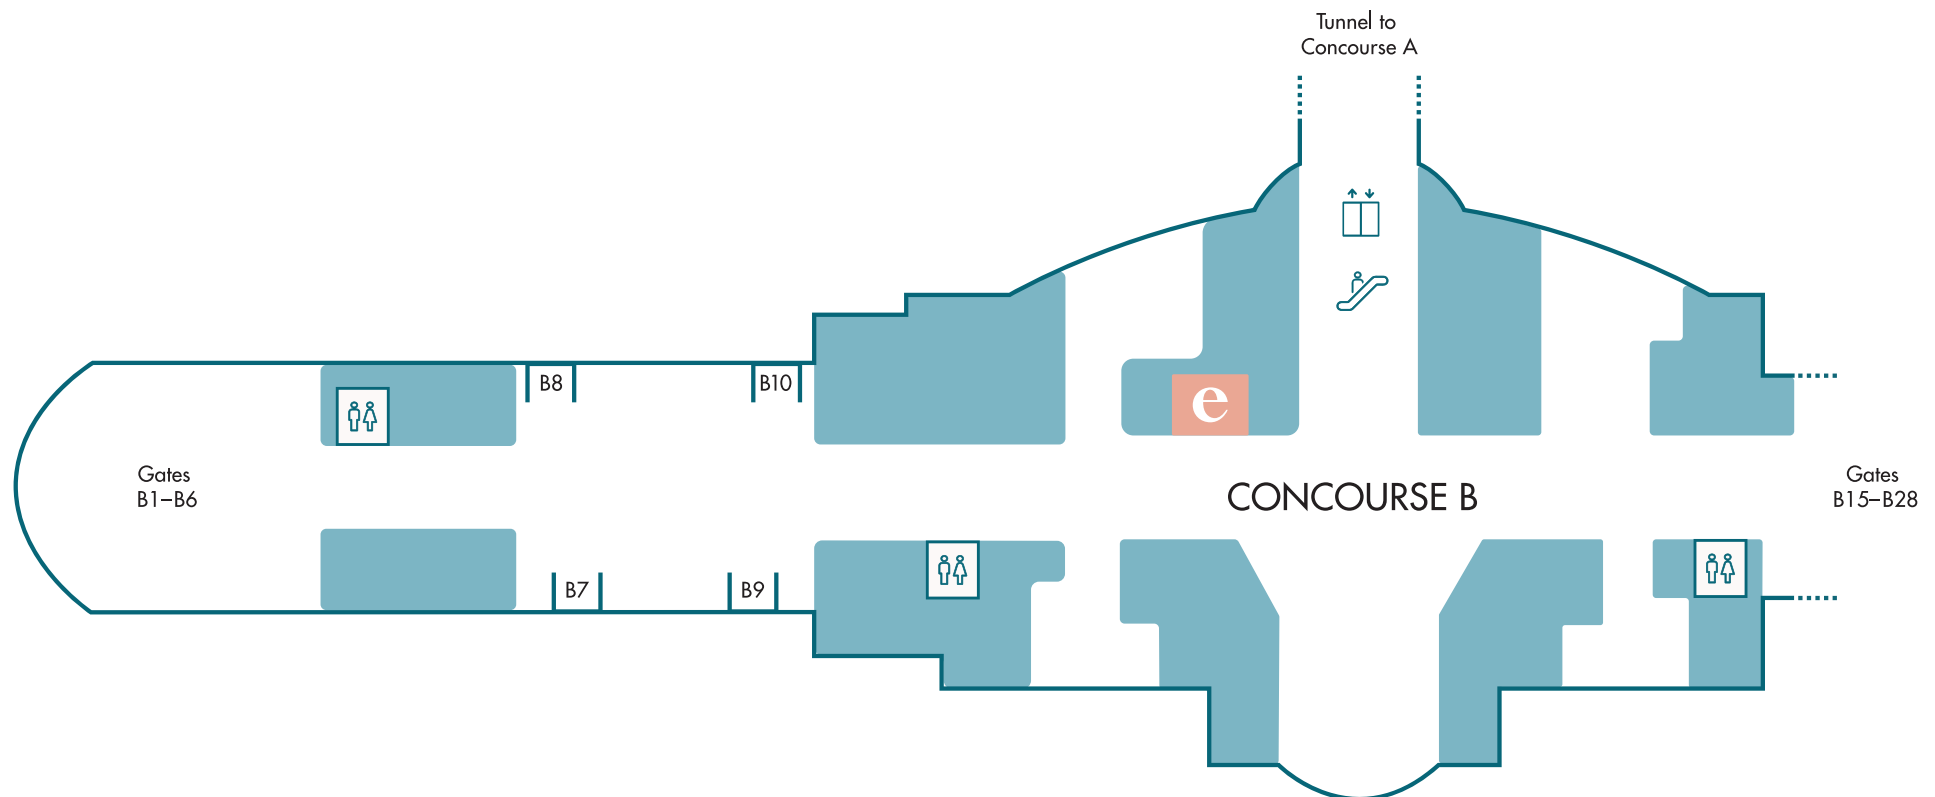 Tunnel to
Concourse A
B8
B10
e
Gates
B1–B6
CONCOURSE B
Gates
B15–B28
B7
B9